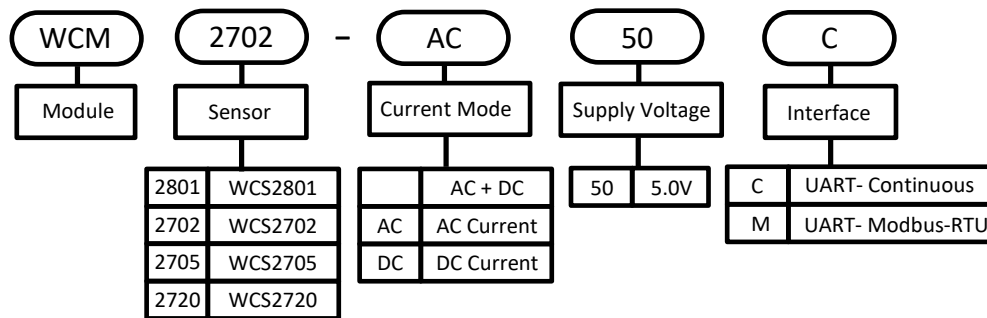 WCM 2702 - AC 50 C
Module Sensor Current Mode Supply Voltage Interface
2801 WCS2801 AC + DC 50 5.0V C UART- Continuous
2702 WCS2702 AC AC Current M UART- Modbus-RTU
2705 WCS2705 DC DC Current
2720 WCS2720